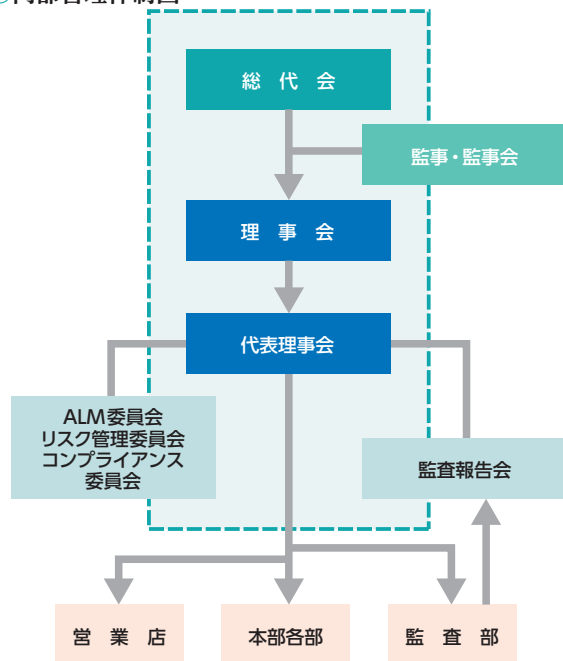 内部管理体制図
総代会
監事・監事会
理事会
代表理事会
ALM委員会
リスク管理委員会
コンプライアンス
委員会
監査報告会
営業店
本部各部
監査部